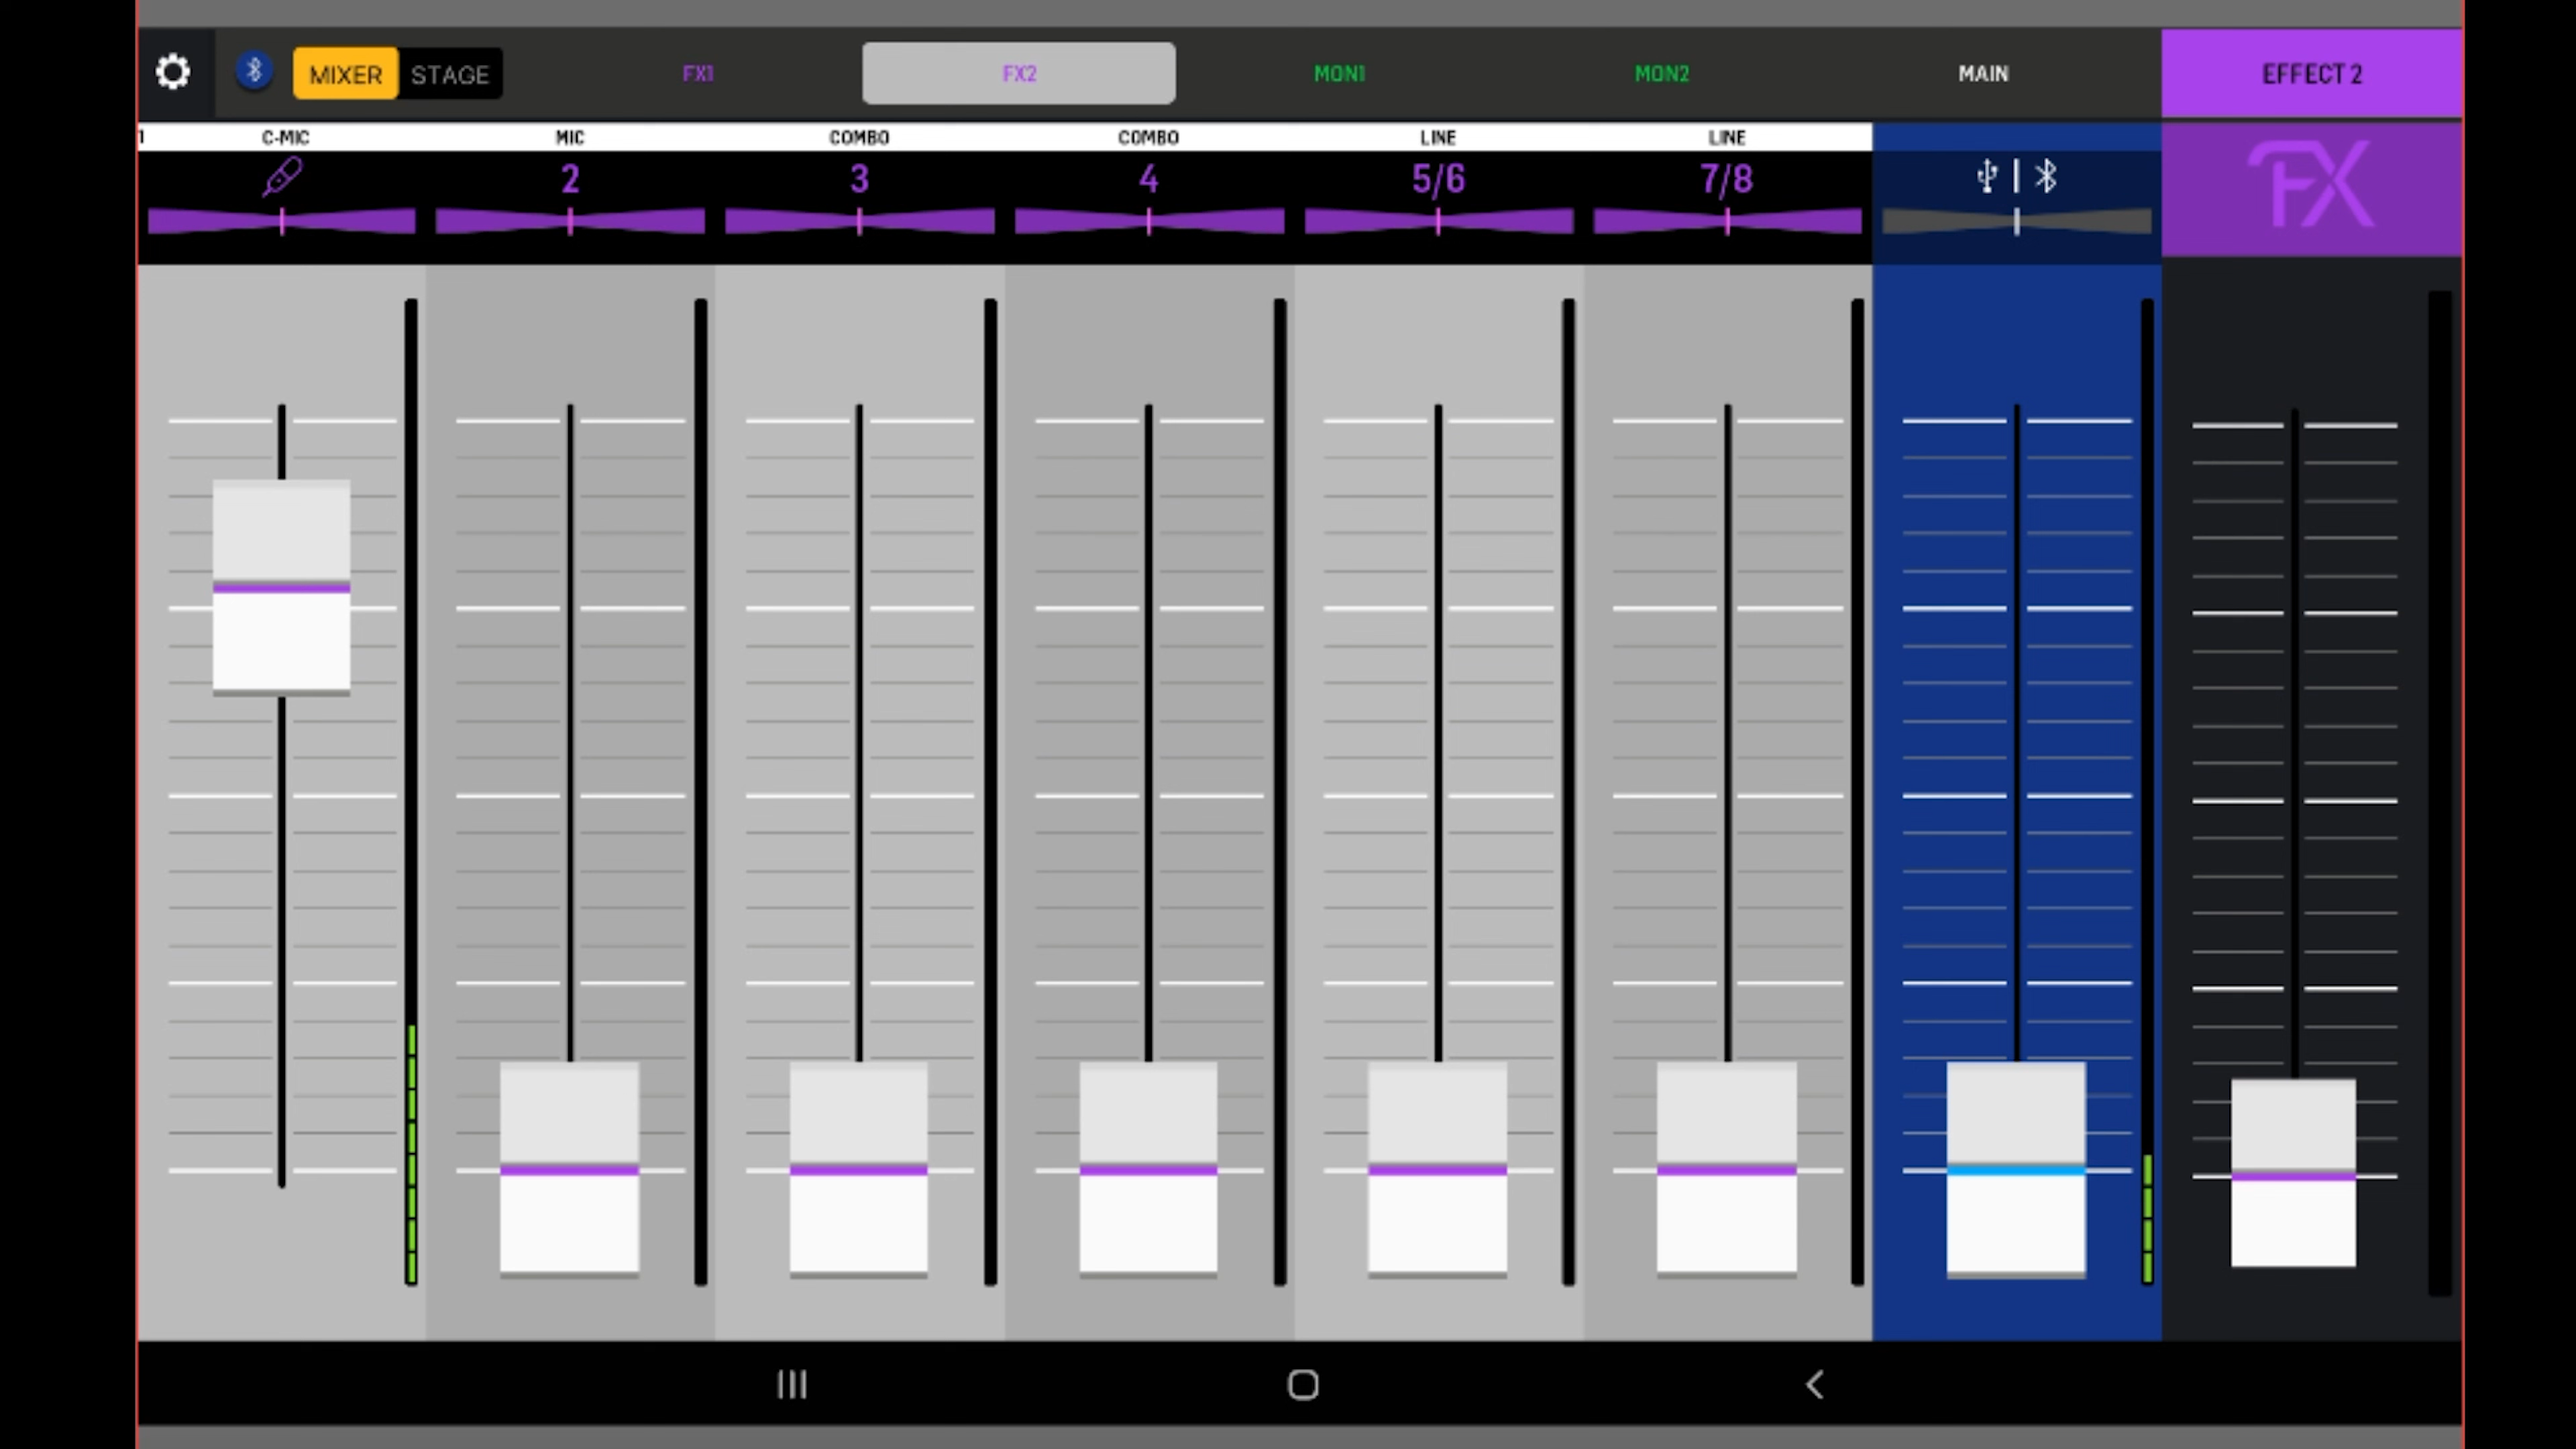 MIXER STAGE FX1 FX2 MON1 MON2 MAIN EFFECT 2
1 C-MIC MIC COMBO COMBO LINE LINE
2 3 4 5/6 7/8 FX